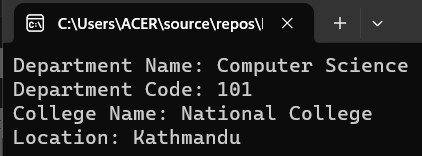 C:\Users\ACER\source\repos\
Department Name: Computer Science
Department Code: 101
College Name: National College
Location: Kathmandu